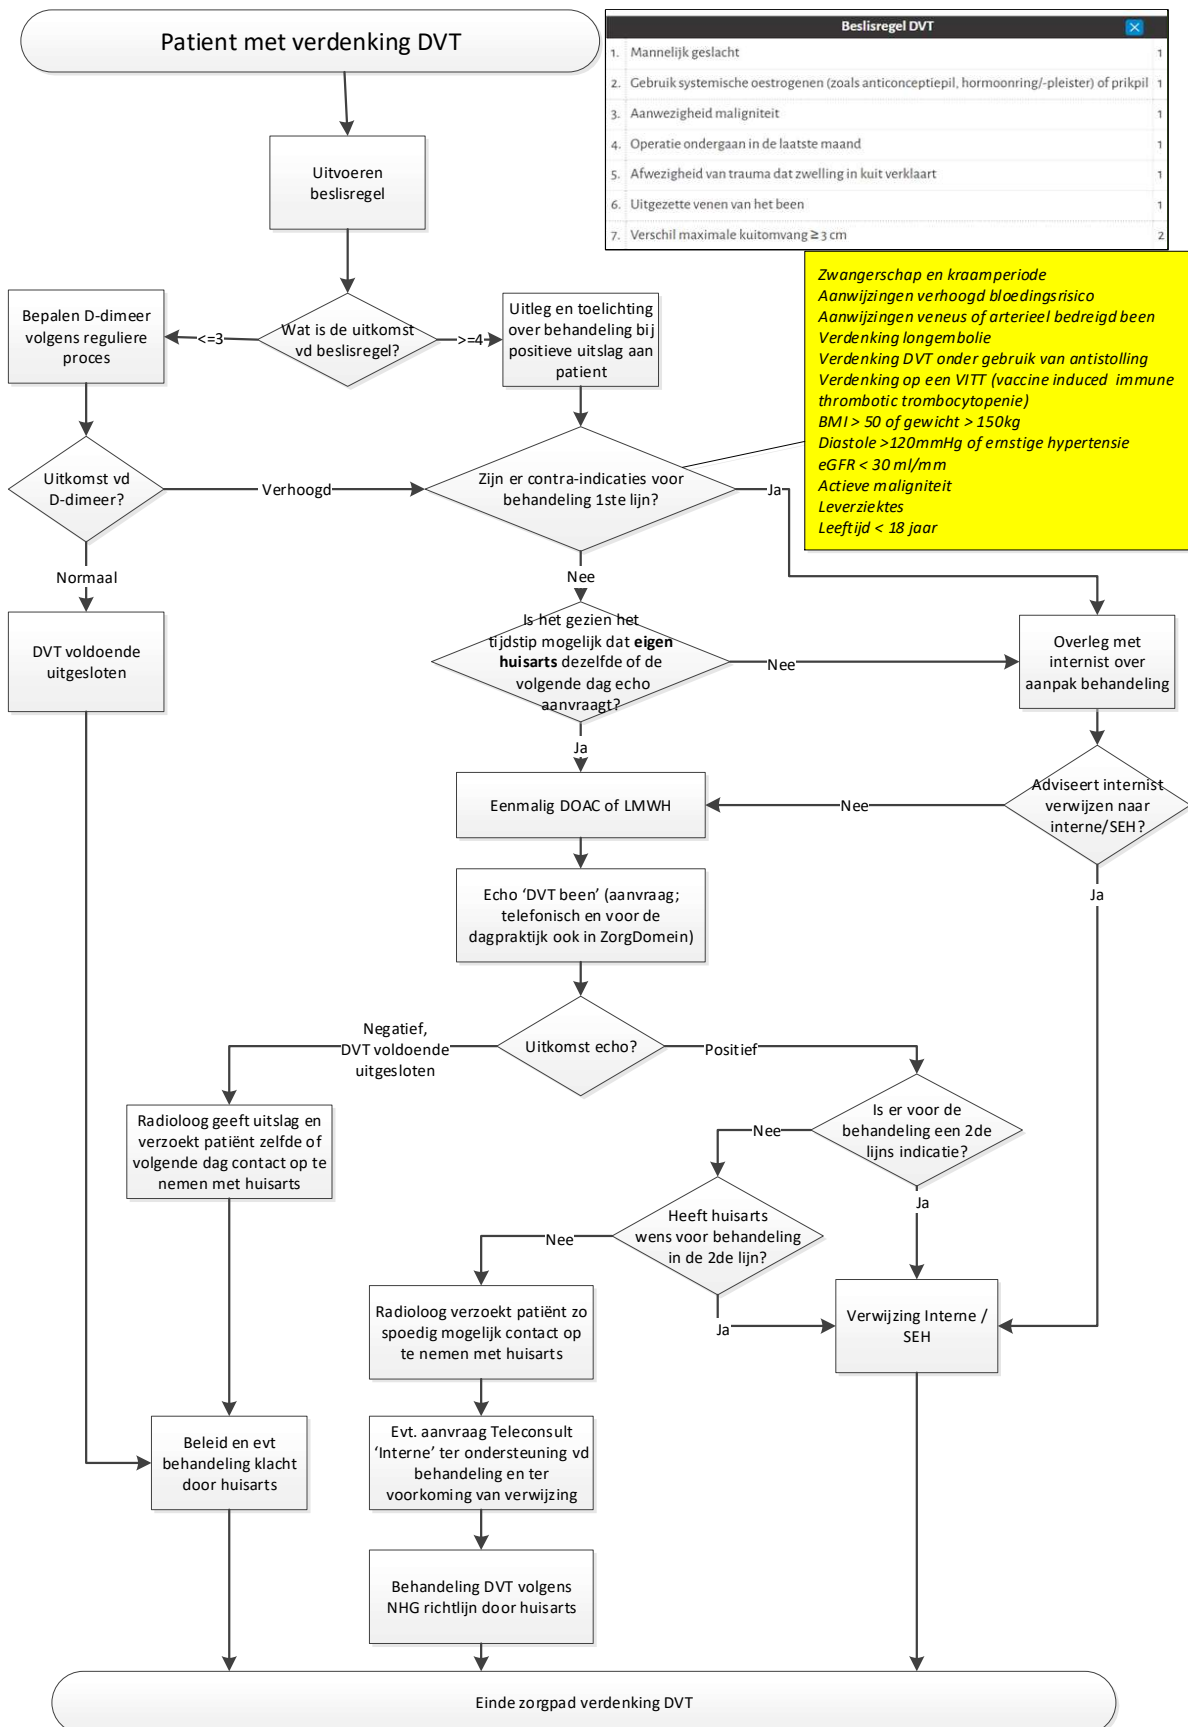 Patient met verdenking DVT
Beslisregel DVT
1. Mannelijk geslacht 1
2. Gebruik systemische oestrogenen (zoals anticonceptiepil, hormoonring/-pleister) of prikpil 1
3. Aanwezigheid maligniteit 1
4. Operatie ondergaan in de laatste maand 1
5. Afwezigheid van trauma dat zwelling in kuit verklaart 1
6. Uitgezette venen van het been 1
7. Verschil maximale kuitomvang ≥ 3 cm 2
Uitvoeren
beslisregel
Zwangerschap en kraamperiode
Aanwijzingen verhoogd bloedingsrisico
Aanwijzingen veneus of arterieel bedreigd been
Verdenking longembolie
Verdenking DVT onder gebruik van antistolling
Verdenking op een VITT (vaccine induced immune
thrombotic trombocytopenie)
BMI > 50 of gewicht > 150kg
Diastole >120mmHg of ernstige hypertensie
eGFR < 30 ml/mm
Actieve maligniteit
Leverziektes
Leeftijd < 18 jaar
Bepalen D-dimeer
volgens reguliere
proces
<=3
Wat is de uitkomst
vd beslisregel?
>=4
Uitleg en toelichting
over behandeling bij
positieve uitslag aan
patient
Uitkomst vd
D-dimeer?
Verhoogd
Zijn er contra-indicaties voor
behandeling 1ste lijn?
Ja
Normaal
Nee
DVT voldoende
uitgesloten
Is het gezien het
tijdstip mogelijk dat eigen
huisarts dezelfde of de
volgende dag echo
aanvraagt?
Nee
Overleg met
internist over
aanpak behandeling
Ja
Eenmalig DOAC of LMWH
Nee
Adviseert internist
verwijzen naar
interne/SEH?
Ja
Echo ‘DVT been’ (aanvraag;
telefonisch en voor de
dagpraktijk ook in ZorgDomein)
Negatief,
DVT voldoende
uitgesloten
Uitkomst echo?
Positief
Radioloog geeft uitslag en
verzoekt patiënt zelfde of
volgende dag contact op te
nemen met huisarts
Is er voor de
behandeling een 2de
lijns indicatie?
Nee
Ja
Heeft huisarts
wens voor behandeling
in de 2de lijn?
Nee
Ja
Radioloog verzoekt patiënt zo
spoedig mogelijk contact op
te nemen met huisarts
Verwijzing Interne /
SEH
Beleid en evt
behandeling klacht
door huisarts
Evt. aanvraag Teleconsult
‘Interne’ ter ondersteuning vd
behandeling en ter
voorkoming van verwijzing
Behandeling DVT volgens
NHG richtlijn door huisarts
Einde zorgpad verdenking DVT